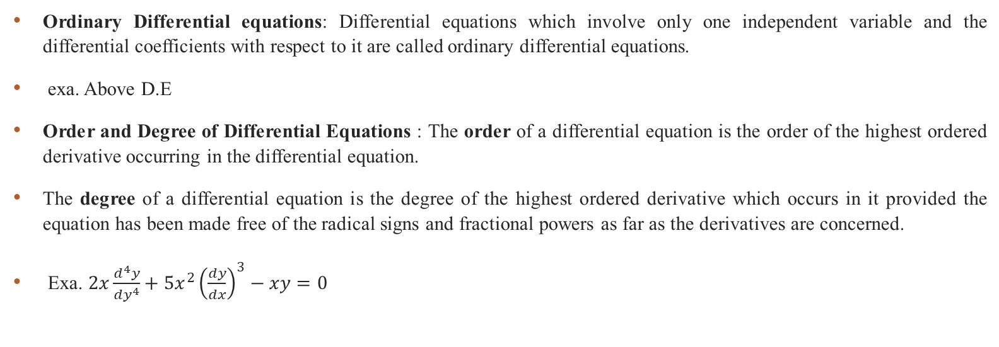 • Ordinary Differential equations: Differential equations which involve only one independent variable and the
differential coefficients with respect to it are called ordinary differential equations.
• exa. Above D.E
• Order and Degree of Differential Equations : The order of a differential equation is the order of the highest ordered
derivative occurring in the differential equation.
• The degree of a differential equation is the degree of the highest ordered derivative which occurs in it provided the
equation has been made free of the radical signs and fractional powers as far as the derivatives are concerned.
• Exa. $2x\frac{d^4y}{dy^4} + 5x^2\left(\frac{dy}{dx}\right)^3 - xy = 0$